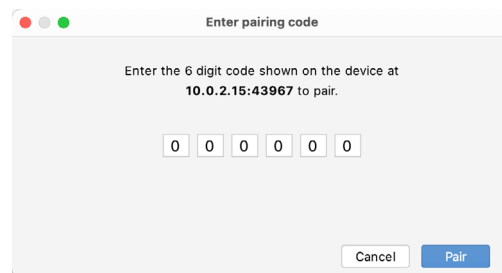 Enter pairing code
Enter the 6 digit code shown on the device at
10.0.2.15:43967 to pair.
0 0 0 0 0 0
Cancel Pair